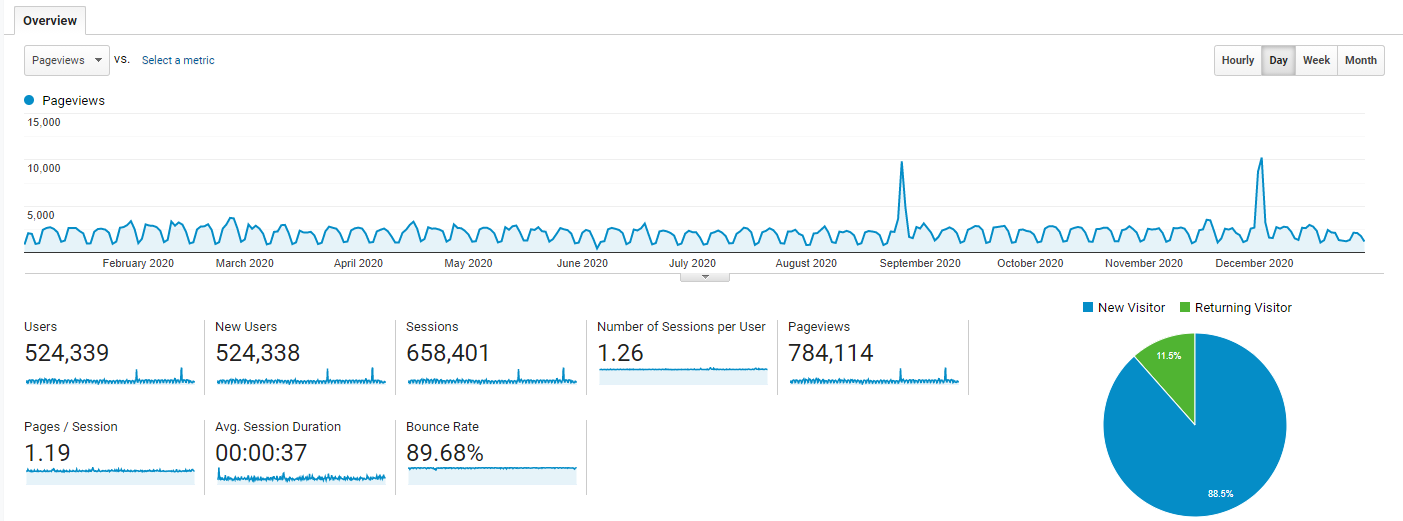 Overview
Pageviews VS. Select a metric
Hourly Day Week Month
Pageviews
15,000
10,000
5,000
February 2020 March 2020 April 2020 May 2020 June 2020 July 2020 August 2020 September 2020 October 2020 November 2020 December 2020
New Visitor Returning Visitor
Users New Users Sessions Number of Sessions per User Pageviews
524,339 524,338 658,401 1.26 784,114
11.5%
Pages / Session Avg. Session Duration Bounce Rate
1.19 00:00:37 89.68%
88.5%